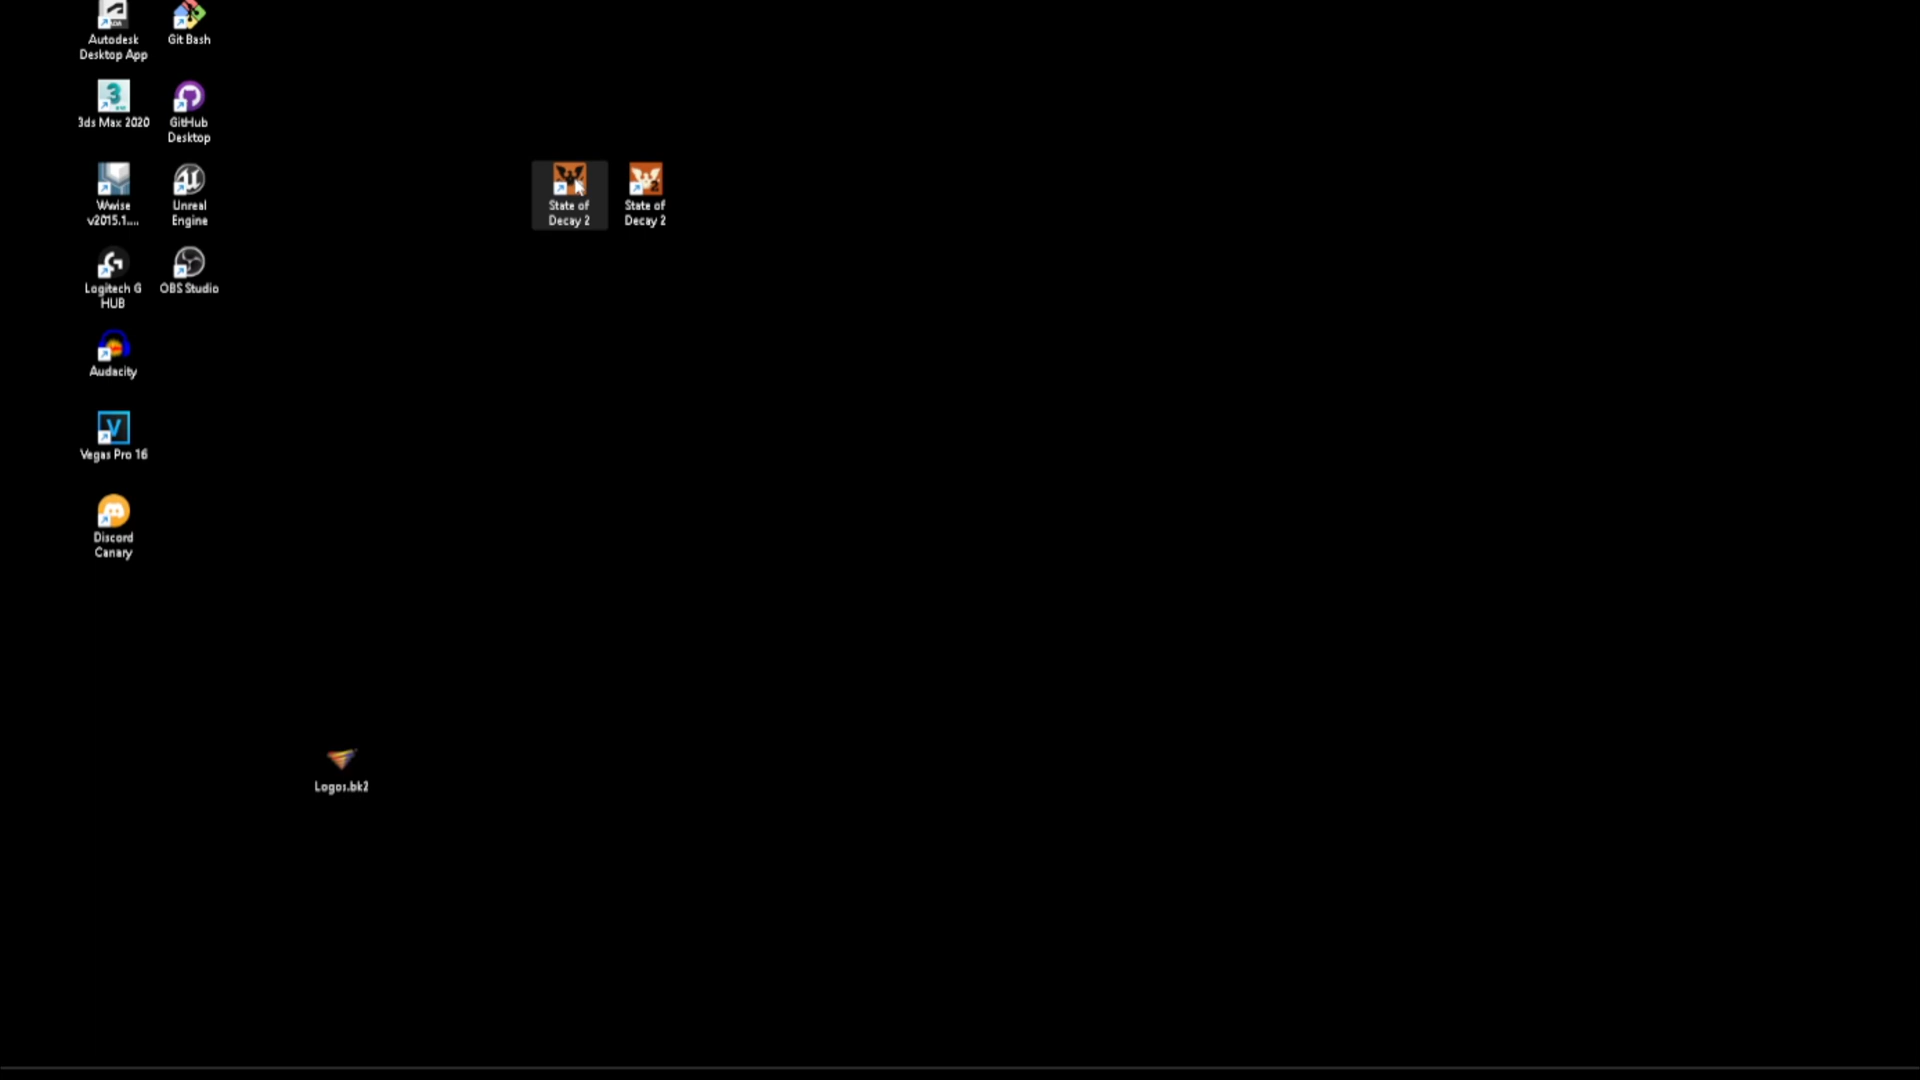 Autodesk
Desktop App
Git Bash
3ds Max 2020
GitHub
Desktop
Wwise
v2015.1....
Unreal
Engine
State of
Decay 2
State of
Decay 2
Logitech G
HUB
OBS Studio
Audacity
Vegas Pro 16
Discord
Canary
Logos.bk2